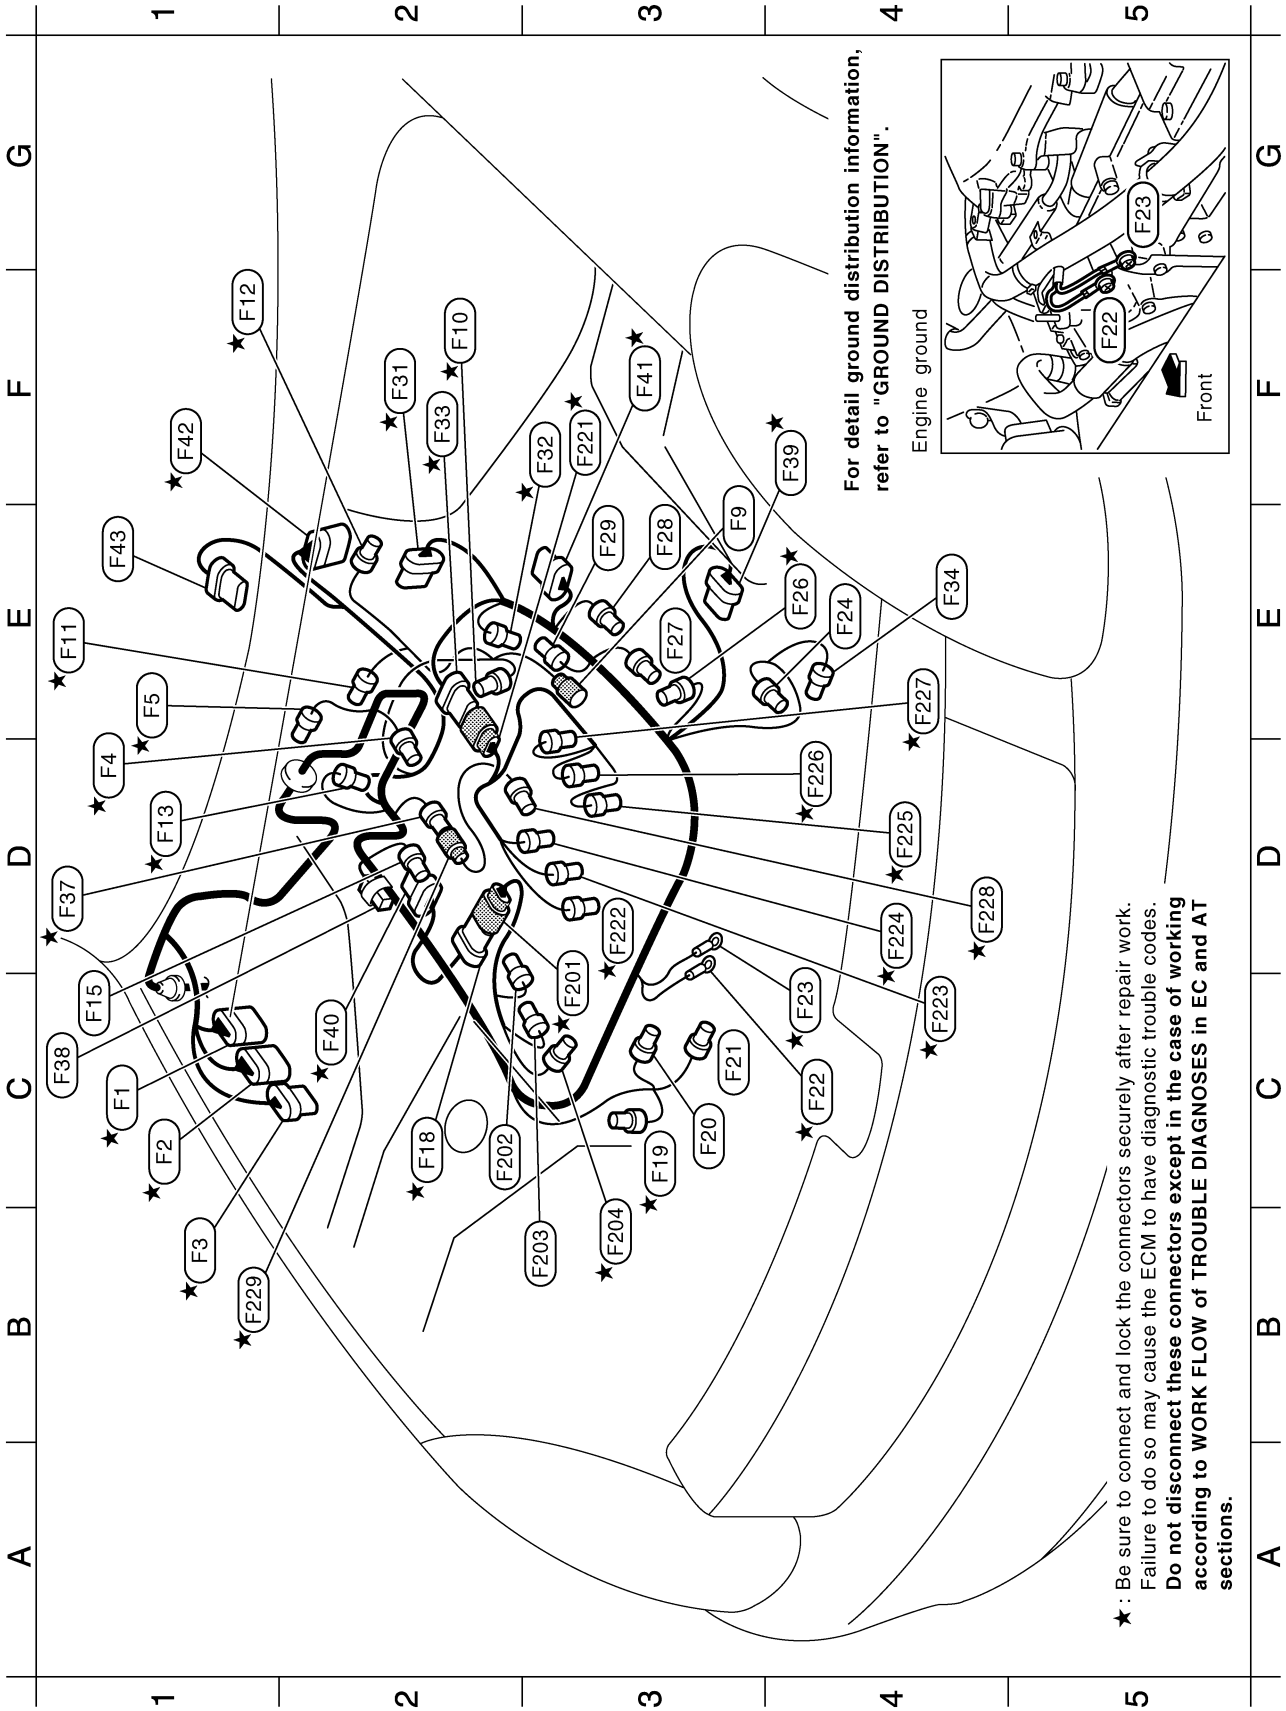 1
2
3
4
5
G
F
E
D
C
B
A
F12
F10
F31
F41
F42
F33
F32
F221
F39
F43
F29
F28
F9
F11
F26
F24
F34
F5
F27
F4
F227
F13
F226
F37
F225
F222
F228
F15
F201
F224
F38
F40
F23
F223
F1
F21
F2
F18
F202
F20
F22
F19
F3
F203
F204
F229
For detail ground distribution information,
refer to "GROUND DISTRIBUTION".
Engine ground
F23
F22
Front
★ : Be sure to connect and lock the connectors securely after repair work.
Failure to do so may cause the ECM to have diagnostic trouble codes.
Do not disconnect these connectors except in the case of working
according to WORK FLOW of TROUBLE DIAGNOSES in EC and AT
sections.
G
F
E
D
C
B
A
1
2
3
4
5